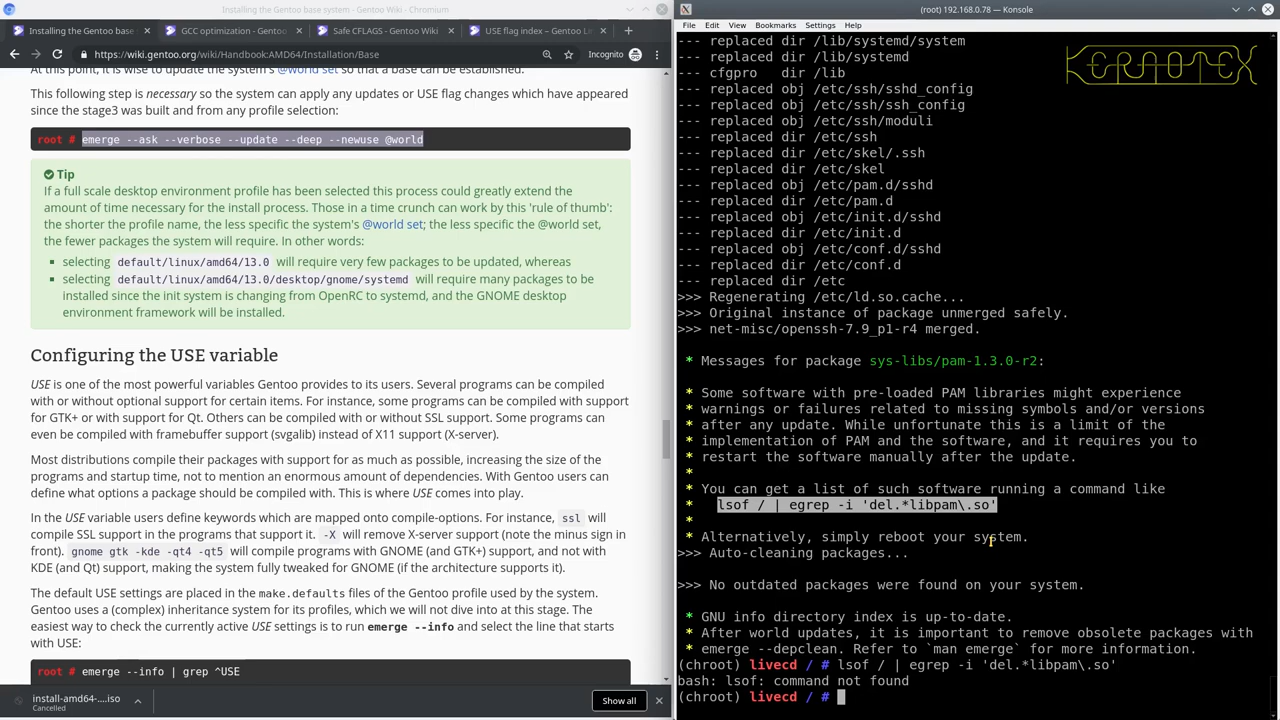 Installing the Gentoo base system - Gentoo Wiki - Chromium
Installing the Gentoo base
GCC optimization - Gentoo
Safe CFLAGS - Gentoo Wiki
USE flag index – Gentoo Li
https://wiki.gentoo.org/wiki/Handbook:AMD64/Installation/Base
Incognito
At this point, it is wise to update the system's @world set so that a base can be established.
This following step is necessary so the system can apply any updates or USE flag changes which have appeared
since the stage3 was built and from any profile selection:
root # emerge --ask --verbose --update --deep --newuse @world
Tip
If a full scale desktop environment profile has been selected this process could greatly extend the
amount of time necessary for the install process. Those in a time crunch can work by this 'rule of thumb':
the shorter the profile name, the less specific the system's @world set; the less specific the @world set,
the fewer packages the system will require. In other words:
selecting default/linux/amd64/13.0 will require very few packages to be updated, whereas
selecting default/linux/amd64/13.0/desktop/gnome/systemd will require many packages to be
installed since the init system is changing from OpenRC to systemd, and the GNOME desktop
environment framework will be installed.
Configuring the USE variable
USE is one of the most powerful variables Gentoo provides to its users. Several programs can be compiled
with or without optional support for certain items. For instance, some programs can be compiled with support
for GTK+ or with support for Qt. Others can be compiled with or without SSL support. Some programs can
even be compiled with framebuffer support (svgalib) instead of X11 support (X-server).
Most distributions compile their packages with support for as much as possible, increasing the size of the
programs and startup time, not to mention an enormous amount of dependencies. With Gentoo users can
define what options a package should be compiled with. This is where USE comes into play.
In the USE variable users define keywords which are mapped onto compile-options. For instance, ssl will
compile SSL support in the programs that support it. -X will remove X-server support (note the minus sign in
front). gnome gtk -kde -qt4 -qt5 will compile programs with GNOME (and GTK+) support, and not with
KDE (and Qt) support, making the system fully tweaked for GNOME (if the architecture supports it).
The default USE settings are placed in the make.defaults files of the Gentoo profile used by the system.
Gentoo uses a (complex) inheritance system for its profiles, which we will not dive into at this stage. The
easiest way to check the currently active USE settings is to run emerge --info and select the line that starts
with USE:
root # emerge --info | grep ^USE
install-amd64-....iso
Cancelled
Show all
(root) 192.168.0.78 — Konsole
File Edit View Bookmarks Settings Help
KERAOTEX
--- replaced dir /lib/systemd/system
--- replaced dir /lib/systemd
--- cfgpro dir /lib
--- replaced obj /etc/ssh/sshd_config
--- replaced obj /etc/ssh/ssh_config
--- replaced obj /etc/ssh/moduli
--- replaced dir /etc/ssh
--- replaced dir /etc/skel/.ssh
--- replaced dir /etc/skel
--- replaced obj /etc/pam.d/sshd
--- replaced dir /etc/pam.d
--- replaced obj /etc/init.d/sshd
--- replaced dir /etc/init.d
--- replaced obj /etc/conf.d/sshd
--- replaced dir /etc/conf.d
--- replaced dir /etc
>>> Regenerating /etc/ld.so.cache...
>>> Original instance of package unmerged safely.
>>> net-misc/openssh-7.9_p1-r4 merged.
* Messages for package sys-libs/pam-1.3.0-r2:
* Some software with pre-loaded PAM libraries might experience
* warnings or failures related to missing symbols and/or versions
* after any update. While unfortunate this is a limit of the
* implementation of PAM and the software, and it requires you to
* restart the software manually after the update.
*
* You can get a list of such software running a command like
* lsof / | egrep -i 'del.*libpam\.so'
*
* Alternatively, simply reboot your system.
>>> Auto-cleaning packages...
>>> No outdated packages were found on your system.
* GNU info directory index is up-to-date.
* After world updates, it is important to remove obsolete packages with
* emerge --depclean. Refer to `man emerge` for more information.
(chroot) livecd / # lsof / | egrep -i 'del.*libpam\.so'
bash: lsof: command not found
(chroot) livecd / #